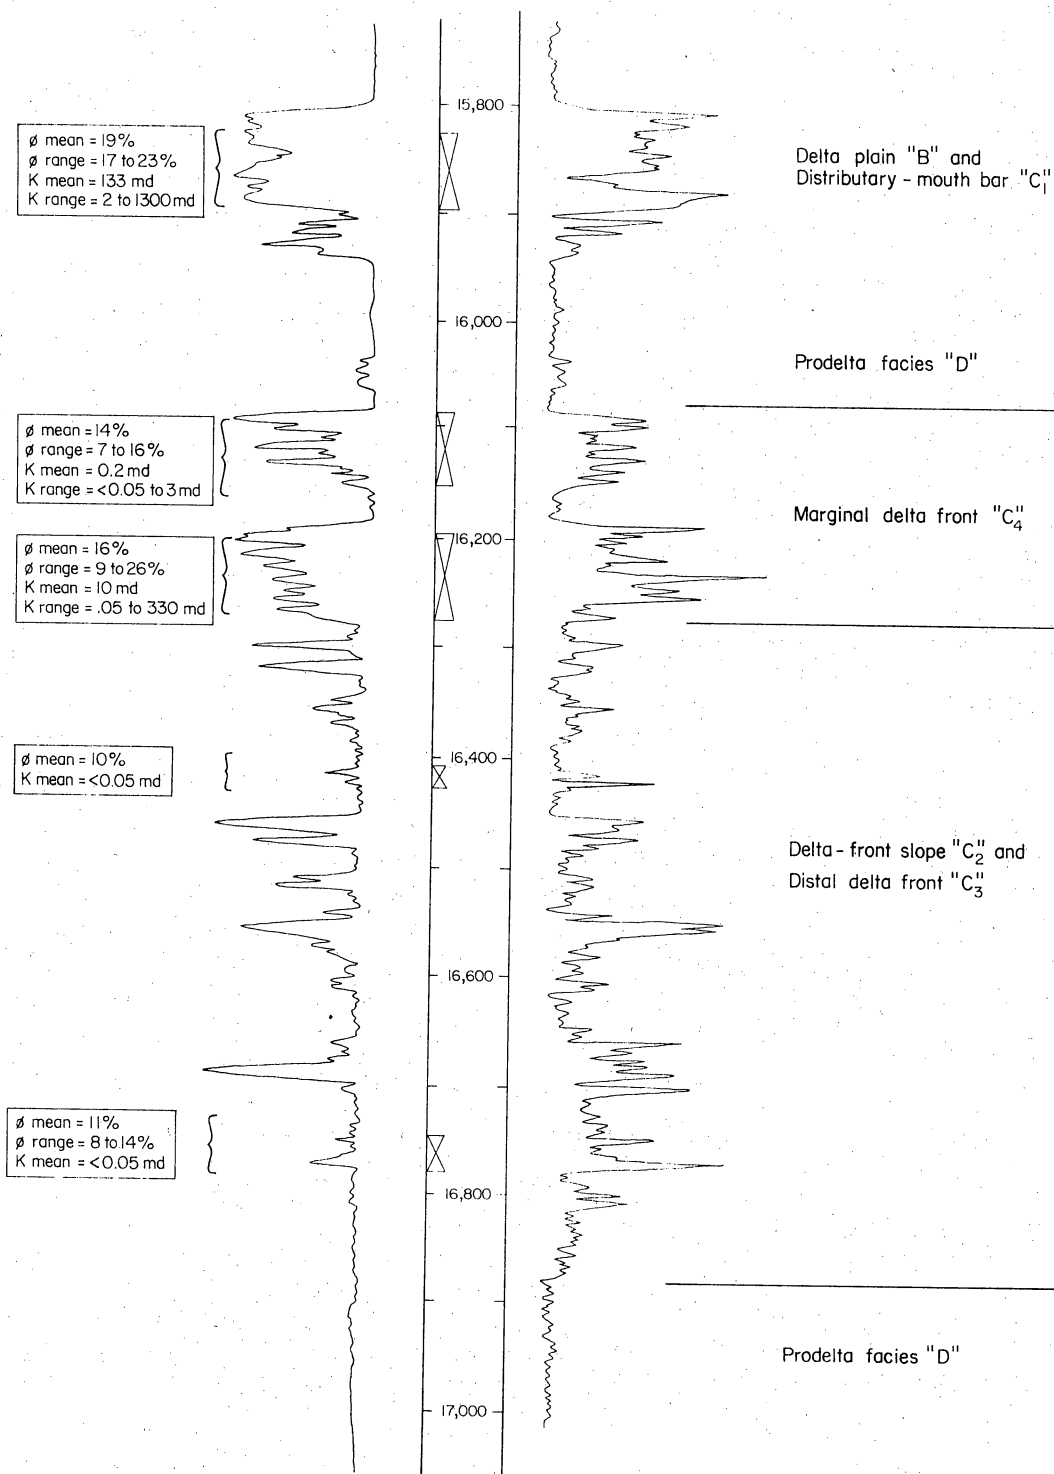 15,800
ø mean = 19%
ø range = 17 to 23%
K mean = 133 md
K range = 2 to 1300 md
Delta plain "B" and
Distributary - mouth bar "C1"
16,000
Prodelta facies "D"
ø mean = 14%
ø range = 7 to 16%
K mean = 0.2 md
K range = <0.05 to 3 md
Marginal delta front "C4"
16,200
ø mean = 16%
ø range = 9 to 26%
K mean = 10 md
K range = .05 to 330 md
16,400
ø mean = 10%
K mean = <0.05 md
Delta - front slope "C2" and
Distal delta front "C3"
16,600
ø mean = 11%
ø range = 8 to 14%
K mean = <0.05 md
16,800
Prodelta facies "D"
17,000